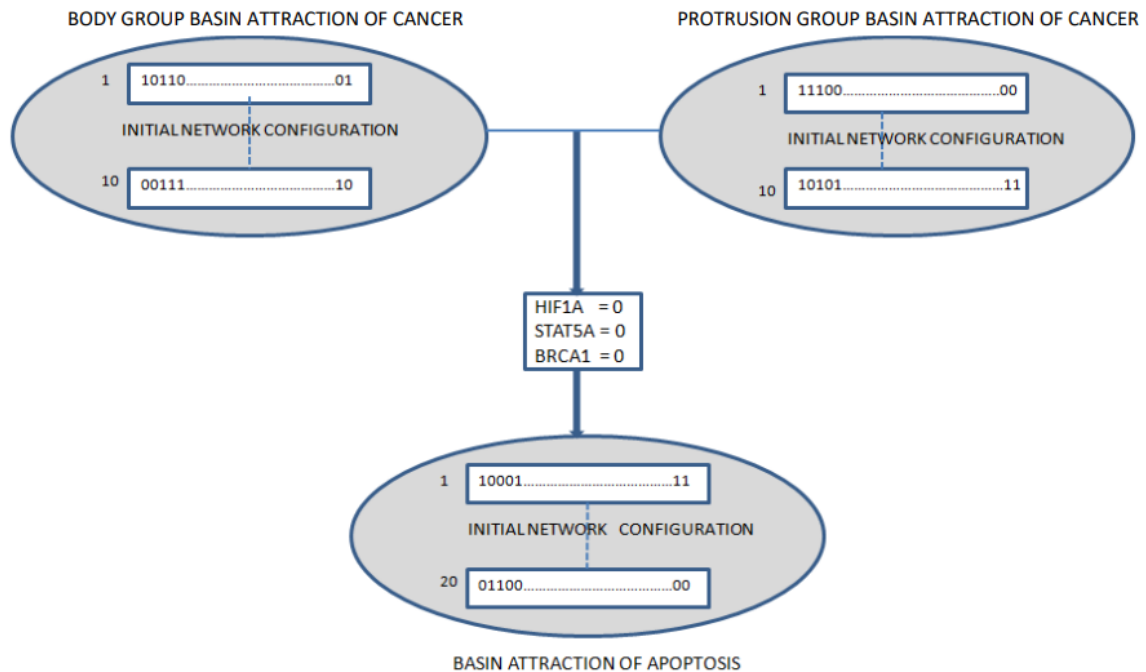 BODY GROUP BASIN ATTRACTION OF CANCER
PROTRUSION GROUP BASIN ATTRACTION OF CANCER
1 10110.............................................01
INITIAL NETWORK CONFIGURATION
10 00111.............................................10
1 11100.............................................00
INITIAL NETWORK CONFIGURATION
10 10101.............................................11
HIF1A = 0
STAT5A = 0
BRCA1 = 0
1 10001.............................................11
INITIAL NETWORK CONFIGURATION
20 01100.............................................00
BASIN ATTRACTION OF APOPTOSIS